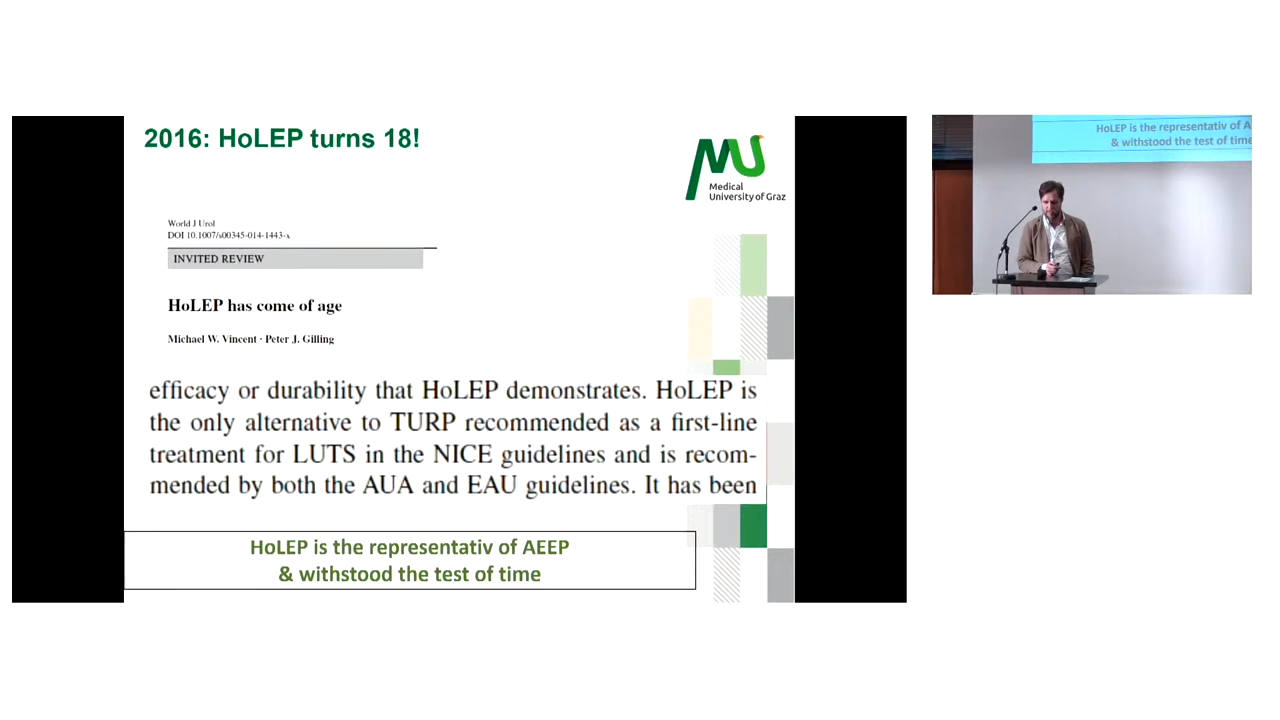 2016: HoLEP turns 18!
Medical
University of Graz
World J Urol
DOI 10.1007/s00345-014-1443-x
INVITED REVIEW
HoLEP has come of age
Michael W. Vincent · Peter J. Gilling
efficacy or durability that HoLEP demonstrates. HoLEP is
the only alternative to TURP recommended as a first-line
treatment for LUTS in the NICE guidelines and is recom-
mended by both the AUA and EAU guidelines. It has been
HoLEP is the representativ of AEEP
& withstood the test of time
HoLEP is the representativ of A
& withstood the test of time